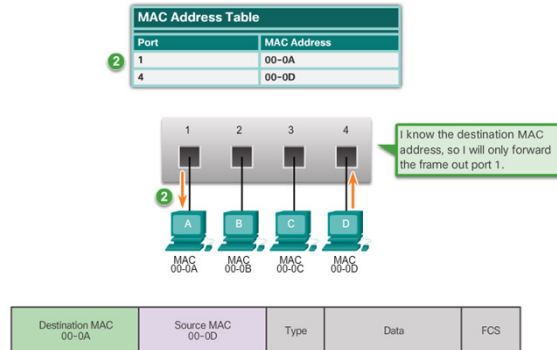 MAC Address Table
Port MAC Address
2
1 00-0A
4 00-0D
1 2 3 4
I know the destination MAC
address, so I will only forward
the frame out port 1.
2
A B C D
MAC MAC MAC MAC
00-0A 00-0B 00-0C 00-0D
Destination MAC
00-0A
Source MAC
00-0D
Type
Data
FCS